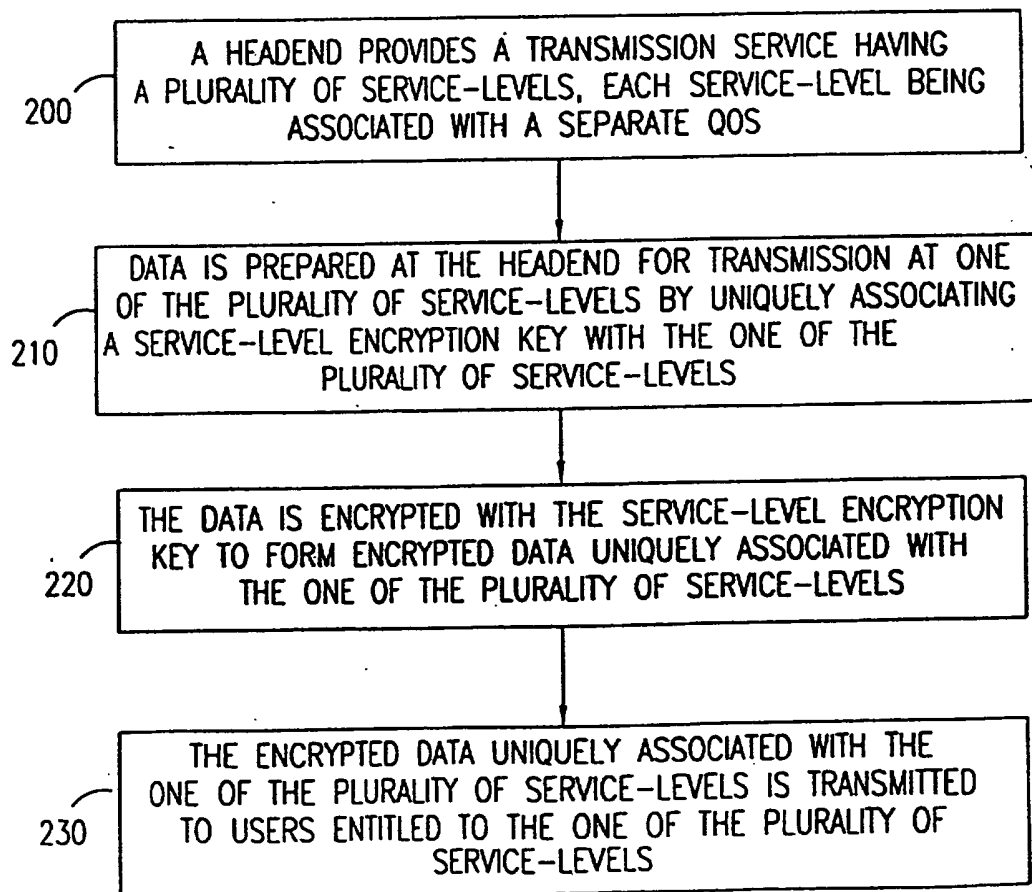 A HEADEND PROVIDES A TRANSMISSION SERVICE HAVING
A PLURALITY OF SERVICE-LEVELS, EACH SERVICE-LEVEL BEING
ASSOCIATED WITH A SEPARATE QOS
200
DATA IS PREPARED AT THE HEADEND FOR TRANSMISSION AT ONE
OF THE PLURALITY OF SERVICE-LEVELS BY UNIQUELY ASSOCIATING
A SERVICE-LEVEL ENCRYPTION KEY WITH THE ONE OF THE
PLURALITY OF SERVICE-LEVELS
210
THE DATA IS ENCRYPTED WITH THE SERVICE-LEVEL ENCRYPTION
KEY TO FORM ENCRYPTED DATA UNIQUELY ASSOCIATED WITH
THE ONE OF THE PLURALITY OF SERVICE-LEVELS
220
THE ENCRYPTED DATA UNIQUELY ASSOCIATED WITH THE
ONE OF THE PLURALITY OF SERVICE-LEVELS IS TRANSMITTED
TO USERS ENTITLED TO THE ONE OF THE PLURALITY OF
SERVICE-LEVELS
230